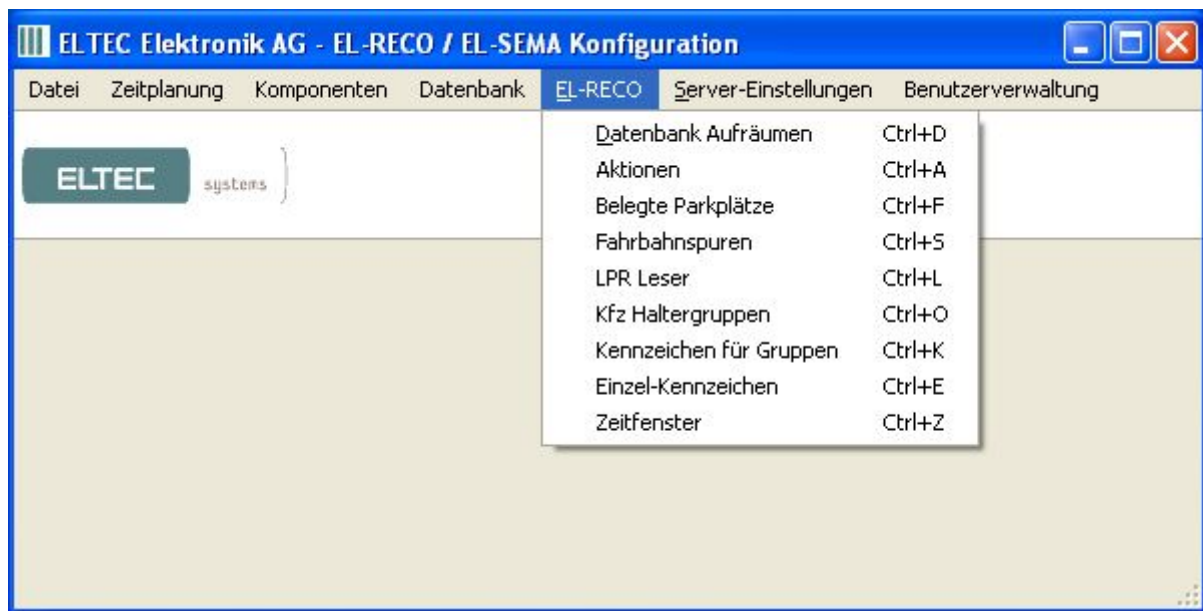 ELTEC Elektronik AG - EL-RECO / EL-SEMA Konfiguration
Datei Zeitplanung Komponenten Datenbank EL-RECO Server-Einstellungen Benutzerverwaltung
ELTEC systems
Datenbank Aufräumen Ctrl+D
Aktionen Ctrl+A
Belegte Parkplätze Ctrl+F
Fahrbahnspuren Ctrl+S
LPR Leser Ctrl+L
Kfz Haltergruppen Ctrl+O
Kennzeichen für Gruppen Ctrl+K
Einzel-Kennzeichen Ctrl+E
Zeitfenster Ctrl+Z